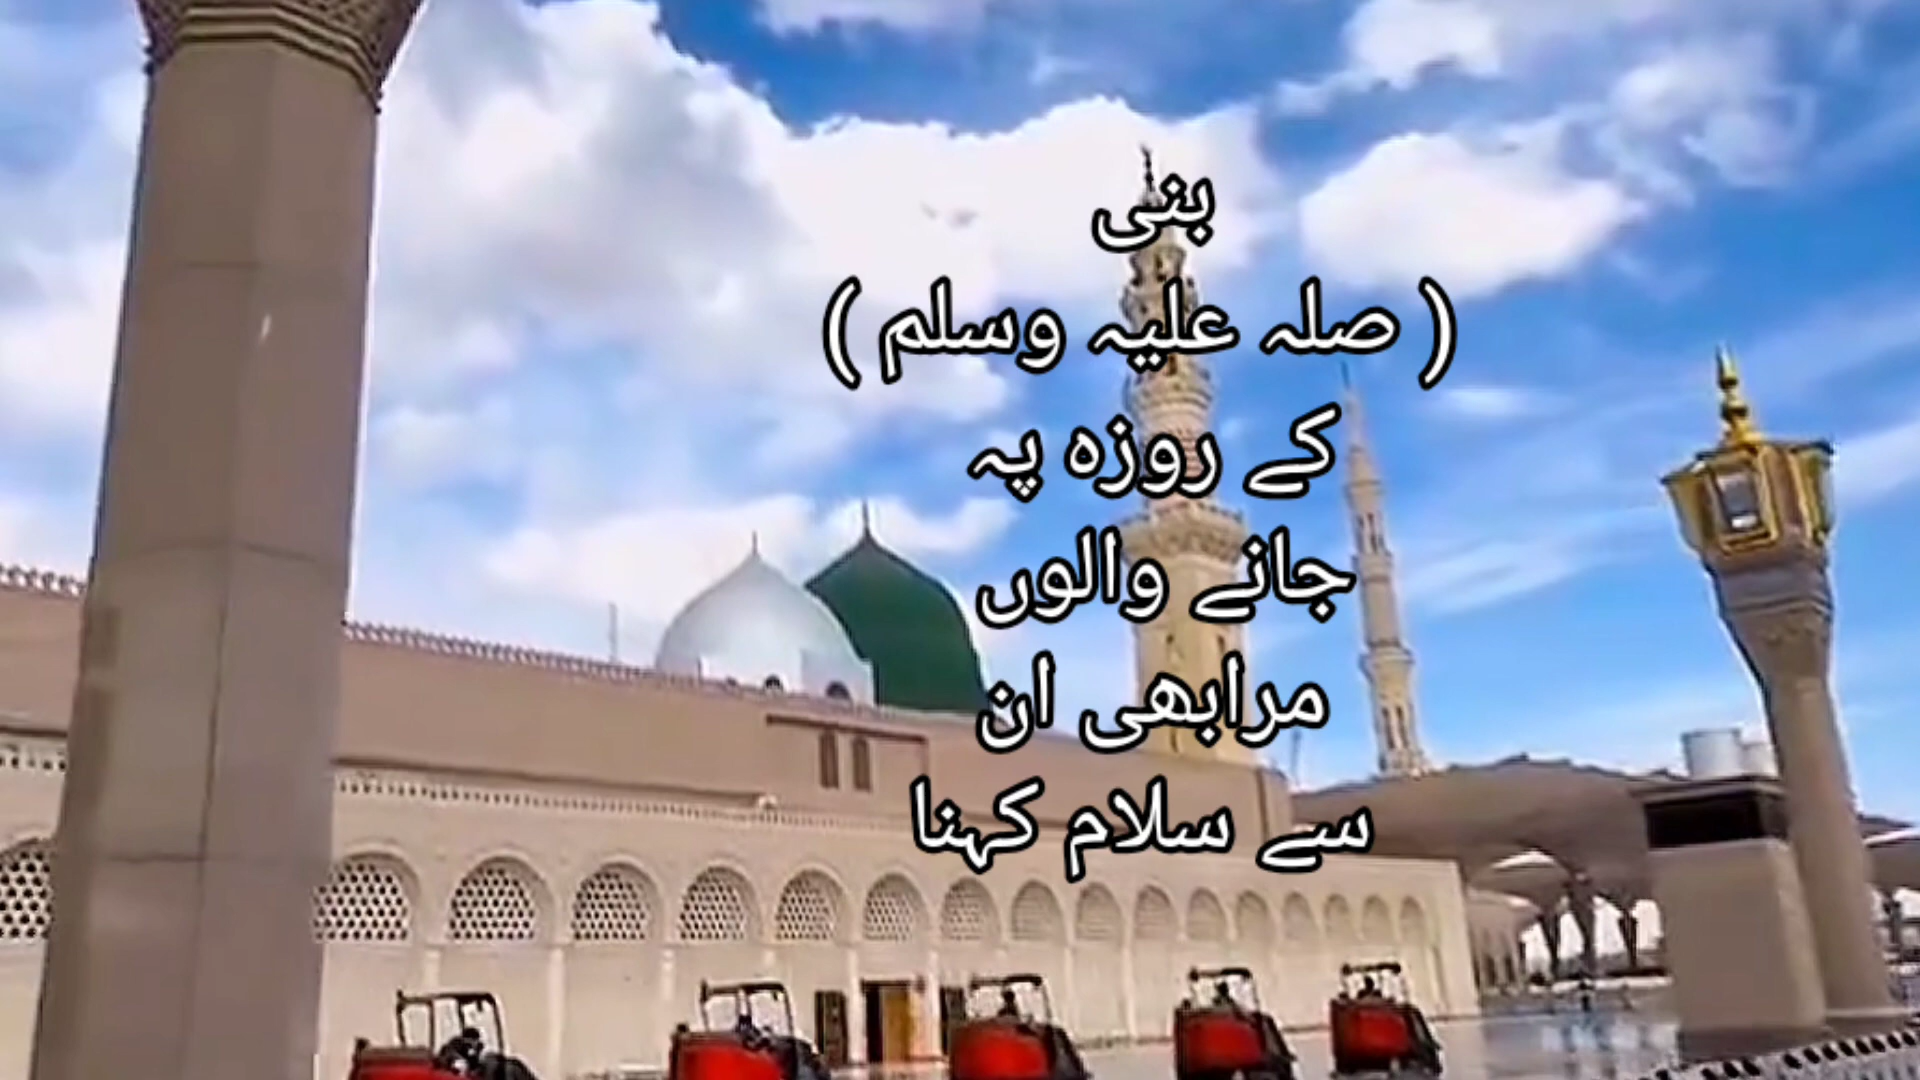 بنی
( صلہ علیہ وسلم )
کے روزہ پہ
جانے والوں
مرابھی ان
سے سلام کہنا